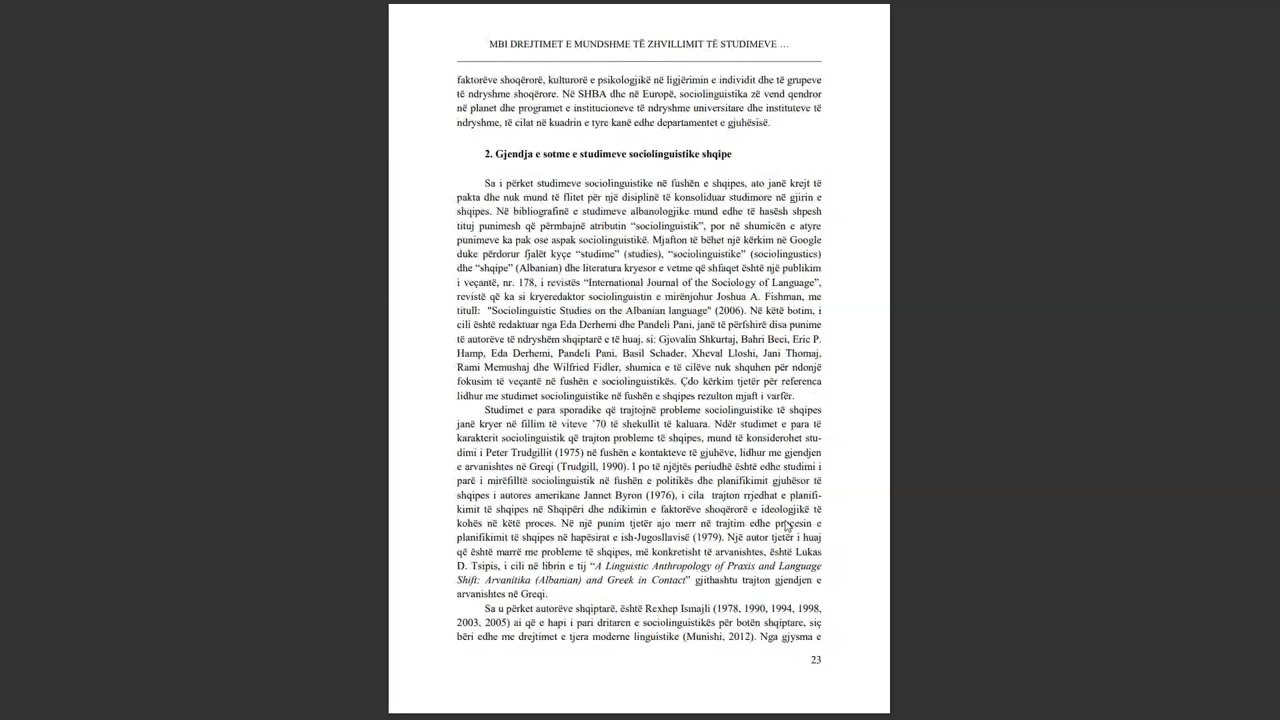 MBI DREJTIMET E MUNDSHME TË ZHVILLIMIT TË STUDIMEVE …
faktorëve shoqërorë, kulturorë e psikologjikë në ligjërimin e individit dhe të grupeve
të ndryshme shoqërore. Në SHBA dhe në Europë, sociolinguistika zë vend qendror
në planet dhe programet e institucioneve të ndryshme universitare dhe instituteve të
ndryshme, të cilat në kuadrin e tyre kanë edhe departamentet e gjuhësisë.
2. Gjendja e sotme e studimeve sociolinguistike shqipe
Sa i përket studimeve sociolinguistike në fushën e shqipes, ato janë krejt të
pakta dhe nuk mund të flitet për një disiplinë të konsoliduar studimore në gjirin e
shqipes. Në bibliografinë e studimeve albanologjike mund edhe të hasësh shpesh
tituj punimesh që përmbajnë atributin “sociolinguistik”, por në shumicën e atyre
punimeve ka pak ose aspak sociolinguistikë. Mjafton të bëhet një kërkim në Google
duke përdorur fjalët kyçe “studime” (studies), “sociolinguistike” (sociolingustics)
dhe “shqipe” (Albanian) dhe literatura kryesor e vetme që shfaqet është një publikim
i veçantë, nr. 178, i revistës “International Journal of the Sociology of Language”,
revistë që ka si kryeredaktor sociolinguistin e mirënjohur Joshua A. Fishman, me
titull: "Sociolinguistic Studies on the Albanian language" (2006). Në këtë botim, i
cili është redaktuar nga Eda Derhemi dhe Pandeli Pani, janë të përfshirë disa punime
të autorëve të ndryshëm shqiptarë e të huaj, si: Gjovalin Shkurtaj, Bahri Beci, Eric P.
Hamp, Eda Derhemi, Pandeli Pani, Basil Schader, Xheval Lloshi, Jani Thomaj,
Rami Memushaj dhe Wilfried Fidler, shumica e të cilëve nuk shquhen për ndonjë
fokusim të veçantë në fushën e sociolinguistikës. Çdo kërkim tjetër për referenca
lidhur me studimet sociolinguistike në fushën e shqipes rezulton mjaft i varfër.
Studimet e para sporadike që trajtojnë probleme sociolinguistike të shqipes
janë kryer në fillim të viteve ’70 të shekullit të kaluara. Ndër studimet e para të
karakterit sociolinguistik që trajton probleme të shqipes, mund të konsiderohet stu-
dimi i Peter Trudgillit (1975) në fushën e kontakteve të gjuhëve, lidhur me gjendjen
e arvanishtes në Greqi (Trudgill, 1990). I po të njëjtës periudhë është edhe studimi i
parë i mirëfilltë sociolinguistik në fushën e politikës dhe planifikimit gjuhësor të
shqipes i autores amerikane Jannet Byron (1976), i cila trajton rrjedhat e planifi-
kimit të shqipes në Shqipëri dhe ndikimin e faktorëve shoqërorë e ideologjikë të
kohës në këtë proces. Në një punim tjetër ajo merr në trajtim edhe procesin e
planifikimit të shqipes në hapësirat e ish-Jugosllavisë (1979). Një autor tjetër i huaj
që është marrë me probleme të shqipes, më konkretisht të arvanishtes, është Lukas
D. Tsipis, i cili në librin e tij “A Linguistic Anthropology of Praxis and Language
Shift: Arvanitika (Albanian) and Greek in Contact” gjithashtu trajton gjendjen e
arvanishtes në Greqi.
Sa u përket autorëve shqiptarë, është Rexhep Ismajli (1978, 1990, 1994, 1998,
2003, 2005) ai që e hapi i pari dritaren e sociolinguistikës për botën shqiptare, siç
bëri edhe me drejtimet e tjera moderne linguistike (Munishi, 2012). Nga gjysma e
23